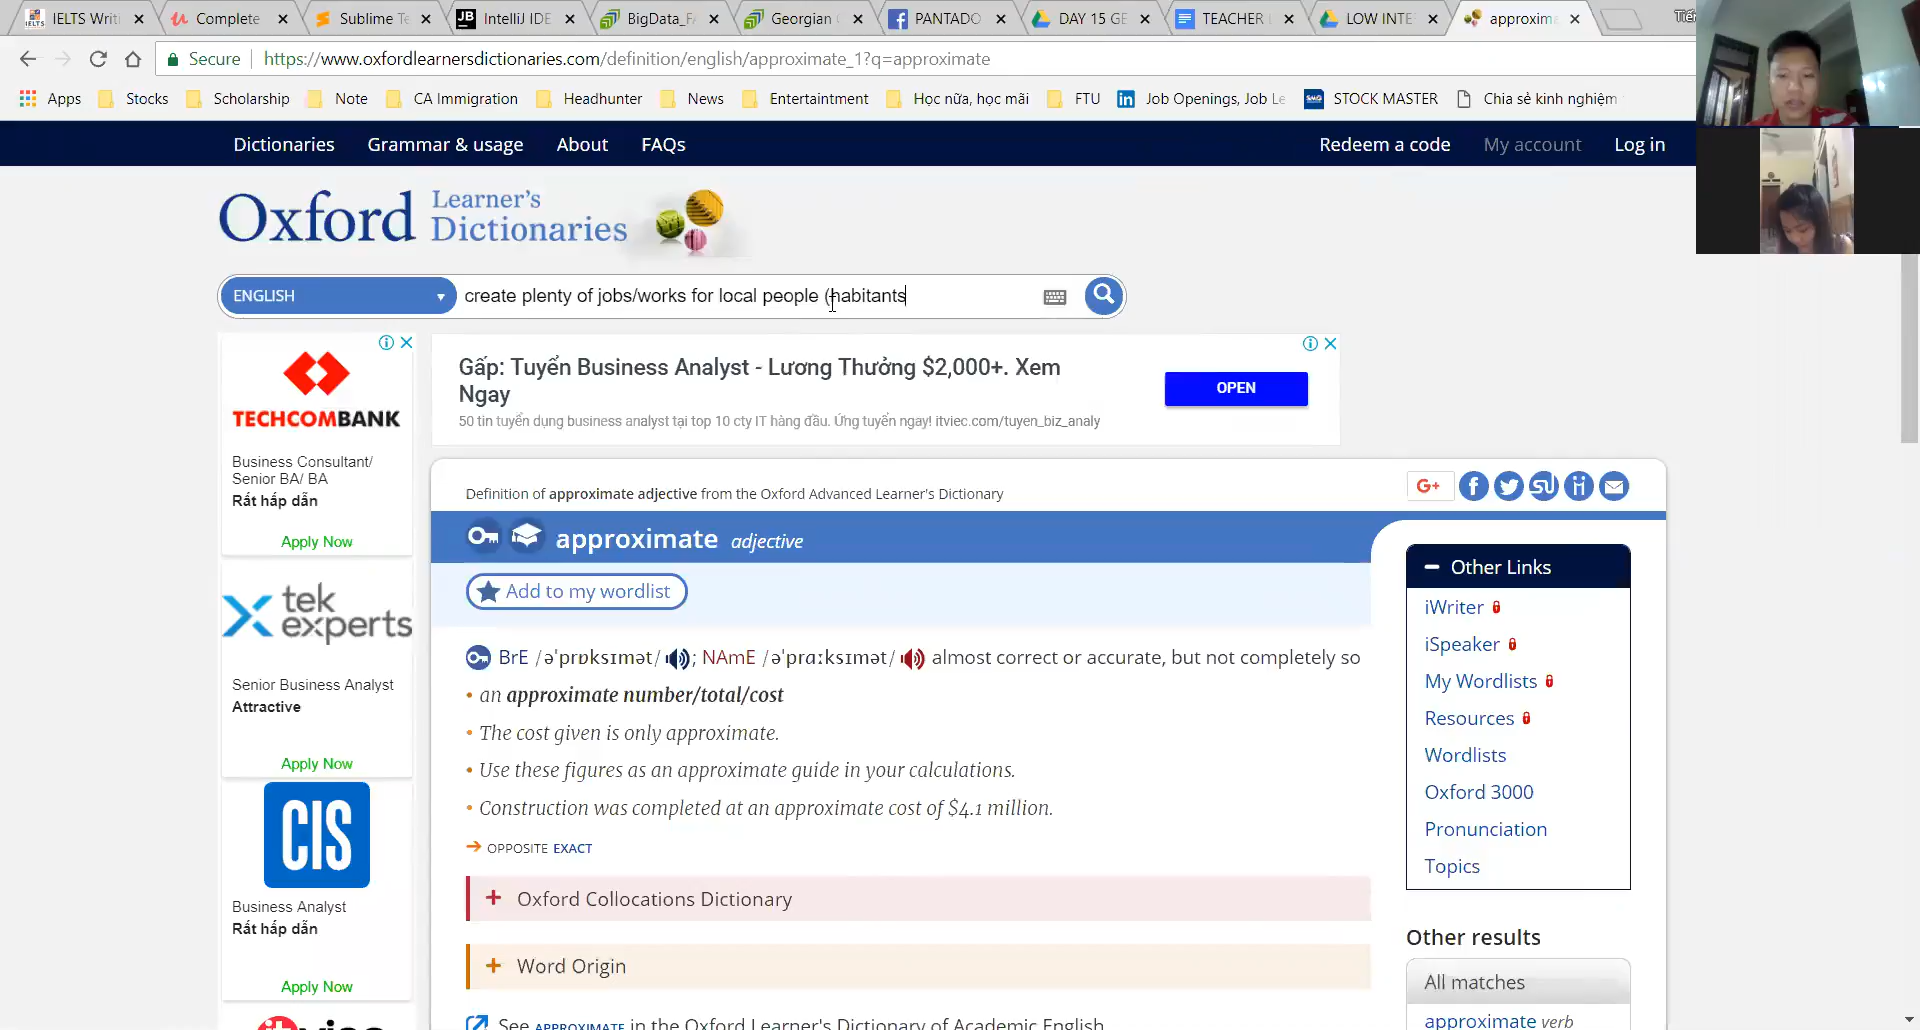 IELTS Writi
Complete
Sublime Te
IntelliJ IDE
BigData_FA
Georgian C
PANTADO
DAY 15 GE
TEACHER
LOW INTE
approxima
Secure
https://www.oxfordlearnersdictionaries.com/definition/english/approximate_1?q=approximate
Apps
Stocks
Scholarship
Note
CA Immigration
Headhunter
News
Entertaintment
Học nữa, học mãi
FTU
Job Openings, Job Le
STOCK MASTER
Chia sẻ kinh nghiệm
Dictionaries
Grammar & usage
About
FAQs
Redeem a code
My account
Log in
Oxford Learner's Dictionaries
ENGLISH
create plenty of jobs/works for local people (habitants
TECHCOMBANK
Business Consultant/
Senior BA/ BA
Rất hấp dẫn
Apply Now
Gấp: Tuyển Business Analyst - Lương Thưởng $2,000+. Xem
Ngay
50 tin tuyển dụng business analyst tại top 10 cty IT hàng đầu. Ứng tuyển ngay! itviec.com/tuyen_biz_analy
OPEN
tek
experts
Senior Business Analyst
Attractive
Apply Now
CIS
Business Analyst
Rất hấp dẫn
Apply Now
Definition of approximate adjective from the Oxford Advanced Learner's Dictionary
approximate adjective
Add to my wordlist
BrE /əˈprɒksɪmət/ ; NAmE /əˈprɑːksɪmət/ almost correct or accurate, but not completely so
• an approximate number/total/cost
• The cost given is only approximate.
• Use these figures as an approximate guide in your calculations.
• Construction was completed at an approximate cost of $4.1 million.
→ OPPOSITE EXACT
+ Oxford Collocations Dictionary
+ Word Origin
See APPROXIMATE in the Oxford Learner's Dictionary of Academic English
G+
Other Links
iWriter
iSpeaker
My Wordlists
Resources
Wordlists
Oxford 3000
Pronunciation
Topics
Other results
All matches
approximate verb